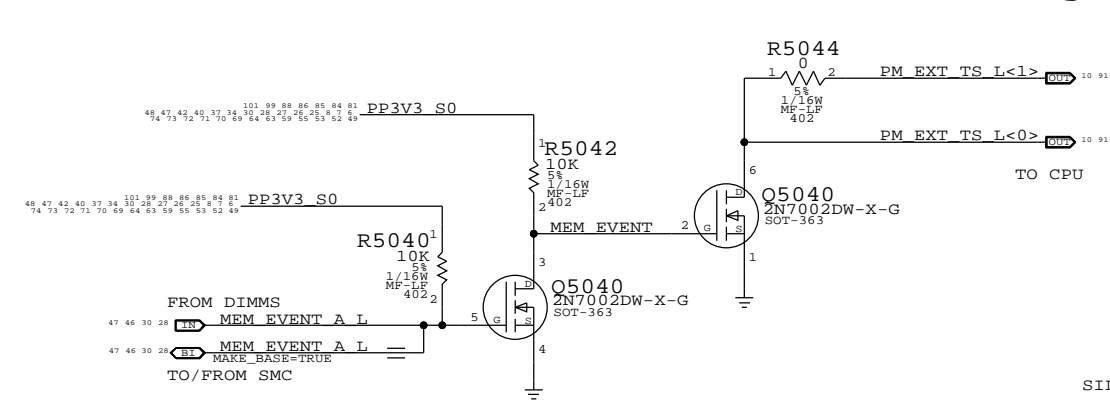 R5044
0
1 2
5%
1/16W
MF-LF
402
PM_EXT_TS_L<1> OUT 10 91
PM_EXT_TS_L<0> OUT 10 91
TO CPU
101 99 88 86 85 84 81
48 47 42 40 37 34 30 28 27 26 25 8 7 6
74 73 72 71 70 69 64 63 59 55 53 52 49
PP3V3_S0
1
R5042
10K
5%
1/16W
MF-LF
402
2
101 99 88 86 85 84 81
48 47 42 40 37 34 30 28 27 26 25 8 7 6
74 73 72 71 70 69 64 63 59 55 53 52 49
PP3V3_S0
R5040
1
10K
5%
1/16W
MF-LF
402
2
MEM_EVENT
2
6
Q5040
2N7002DW-X-G
SOT-363
D
G S
1
3
Q5040
2N7002DW-X-G
SOT-363
D
5 G S
4
FROM DIMMS
47 46 30 28 IN MEM_EVENT_A_L
47 46 30 28 BI MEM_EVENT_A_L
MAKE_BASE=TRUE
TO/FROM SMC